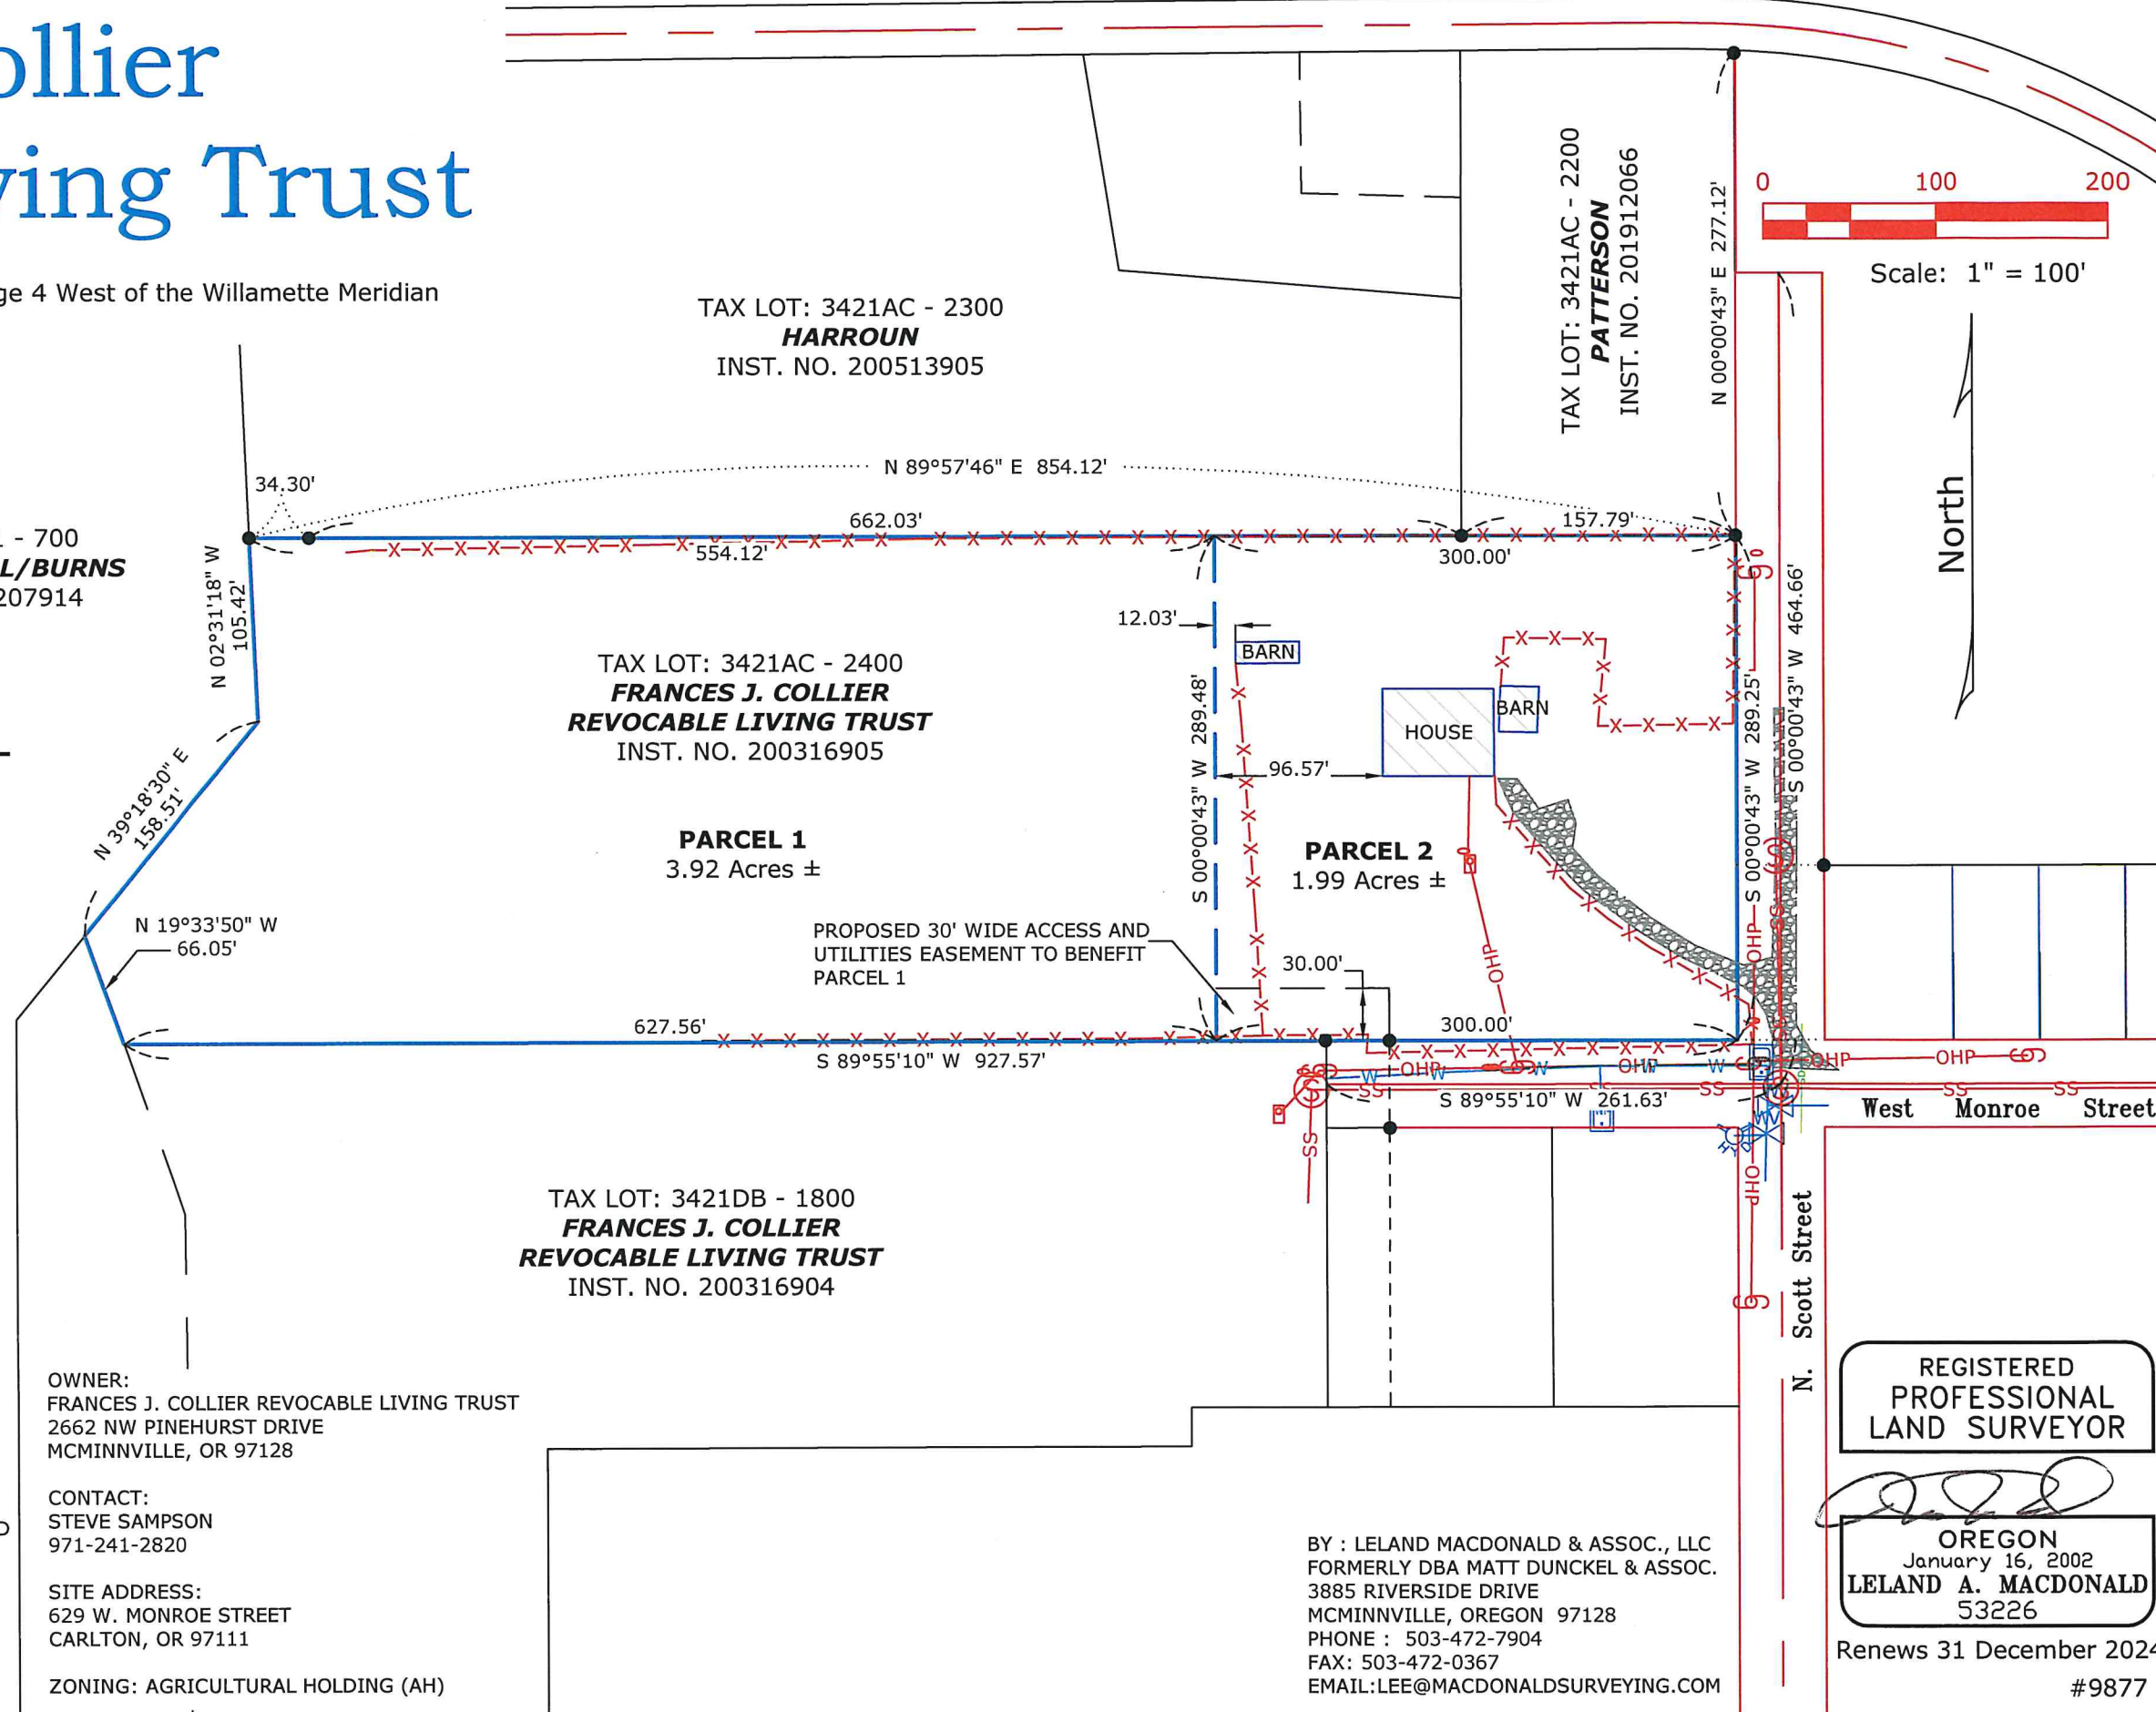 ollier
ving Trust
ge 4 West of the Willamette Meridian
0 100 200
Scale: 1" = 100'
North
TAX LOT: 3421AC - 2300
HARROUN
INST. NO. 200513905
TAX LOT: 3421AC - 2200
PATTERSON
INST. NO. 201912066
N 00°00'43" E 277.12'
N 89°57'46" E 854.12'
34.30'
662.03'
157.79'
554.12'
300.00'
- 700
L/BURNS
207914
N 02°31'18" W
105.42'
12.03'
BARN
TAX LOT: 3421AC - 2400
FRANCES J. COLLIER
REVOCABLE LIVING TRUST
INST. NO. 200316905
S 00°00'43" W 289.48'
HOUSE
BARN
96.57'
S 00°00'43" W 289.25'
S 00°00'43" W 464.66'
N 39°18'30" E
158.51'
PARCEL 1
3.92 Acres ±
PARCEL 2
1.99 Acres ±
N 19°33'50" W
66.05'
PROPOSED 30' WIDE ACCESS AND
UTILITIES EASEMENT TO BENEFIT
PARCEL 1
30.00'
OHP
OHP
SS
627.56'
300.00'
S 89°55'10" W 927.57'
OHP
OHP
OHP
OHP
W
W
W
W
W
SS
SS
SS
SS
SS
S 89°55'10" W 261.63'
West Monroe Street
HYD
OHP
N. Scott Street
TAX LOT: 3421DB - 1800
FRANCES J. COLLIER
REVOCABLE LIVING TRUST
INST. NO. 200316904
OWNER:
FRANCES J. COLLIER REVOCABLE LIVING TRUST
2662 NW PINEHURST DRIVE
MCMINNVILLE, OR 97128
CONTACT:
STEVE SAMPSON
971-241-2820
SITE ADDRESS:
629 W. MONROE STREET
CARLTON, OR 97111
ZONING: AGRICULTURAL HOLDING (AH)
BY : LELAND MACDONALD & ASSOC., LLC
FORMERLY DBA MATT DUNCKEL & ASSOC.
3885 RIVERSIDE DRIVE
MCMINNVILLE, OREGON 97128
PHONE : 503-472-7904
FAX: 503-472-0367
EMAIL:LEE@MACDONALDSURVEYING.COM
REGISTERED
PROFESSIONAL
LAND SURVEYOR
OREGON
January 16, 2002
LELAND A. MACDONALD
53226
Renews 31 December 2024
#9877